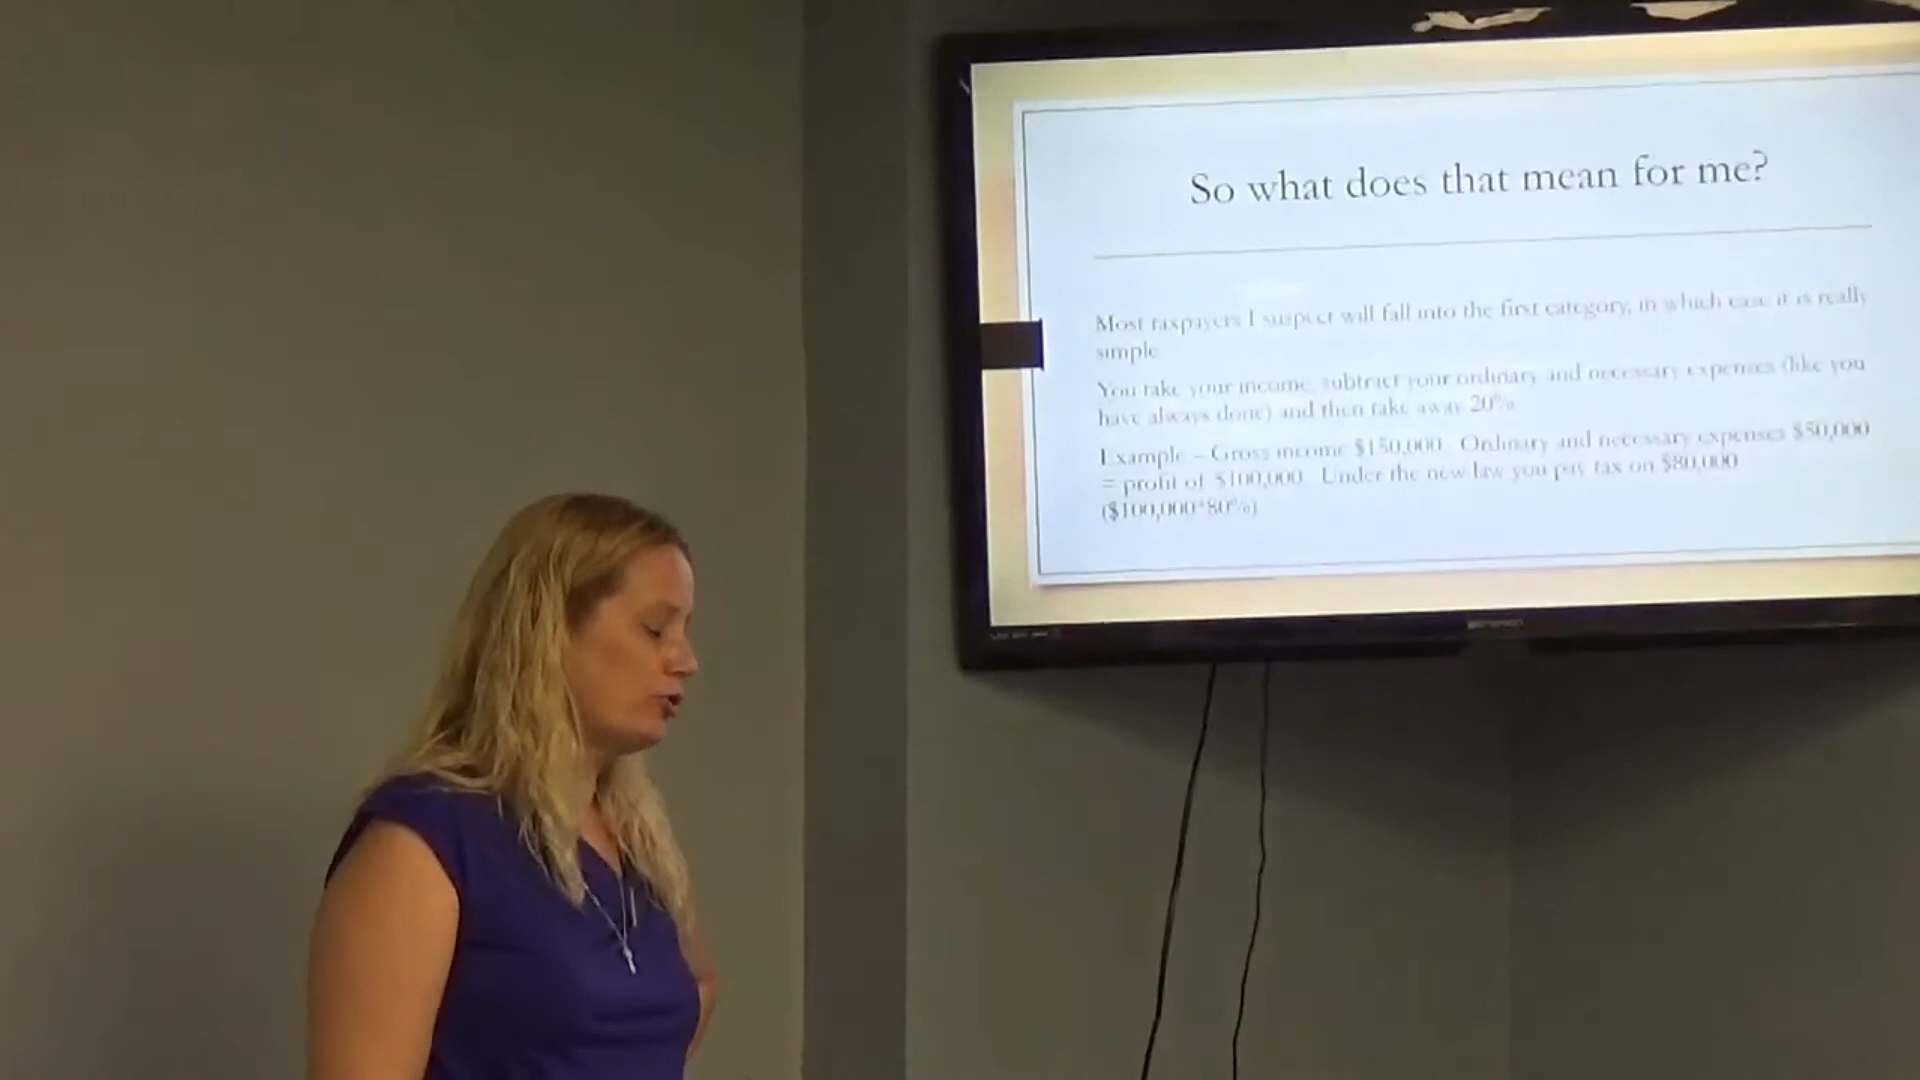 So what does that mean for me?
Most taxpayers I suspect will fall into the first category, in which case it is really
simple
You take your income, subtract your ordinary and necessary expenses (like you
have always done) and then take away 20%
Example – Gross income $150,000 Ordinary and necessary expenses $50,000
= profit of $100,000 Under the new law you pay tax on $80,000
($100,000*80%)